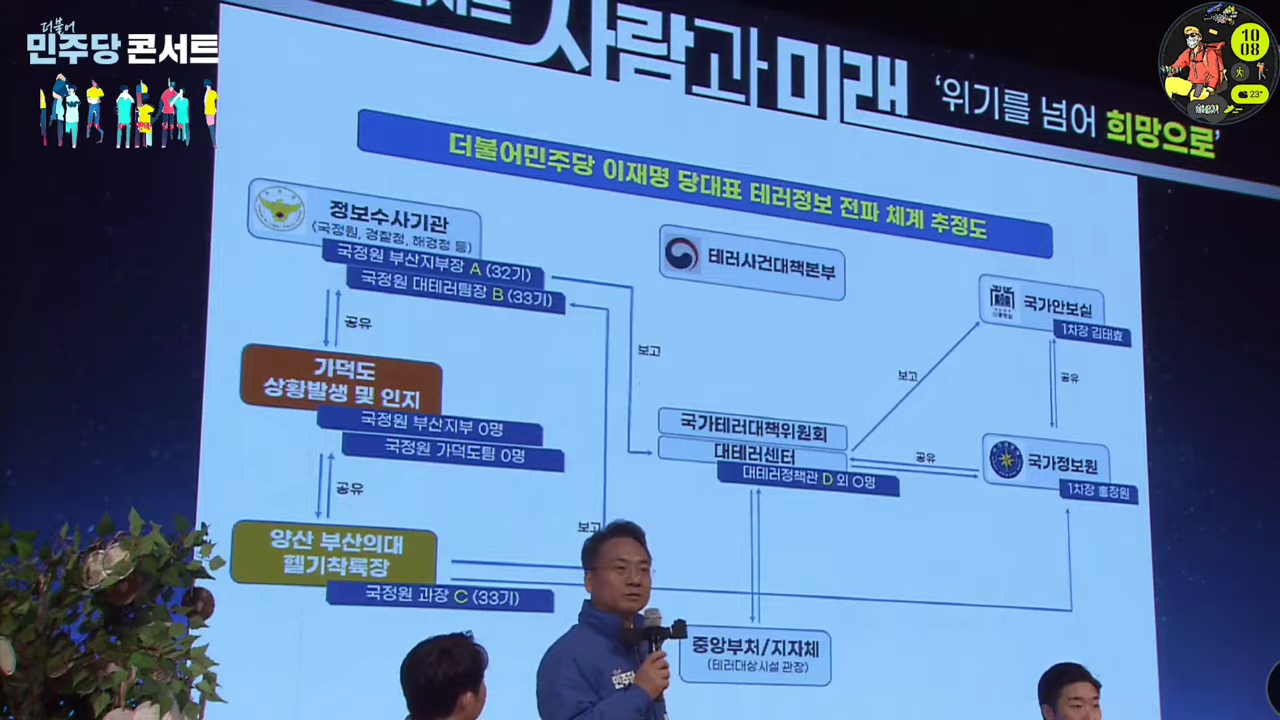 더불어
민주당 콘서트
사람과 미래
'위기를 넘어 희망으로'
10
08
23°
더불어민주당 이재명 당대표 테러정보 전파 체계 추정도
정보수사기관
(국정원, 경찰청, 해경청 등)
국정원 부산지부장 A (32기)
국정원 대테러팀장 B (33기)
테러사건대책본부
국가안보실
1차장 김태효
공유
보고
보고
공유
가덕도
상황발생 및 인지
국정원 부산지부 0명
국정원 가덕도팀 0명
국가테러대책위원회
대테러센터
대테러정책관 D 외 0명
공유
국가정보원
1차장 홍장원
공유
보고
양산 부산의대
헬기착륙장
국정원 과장 C (33기)
중앙부처/지자체
(테러대상시설 관장)
민주당